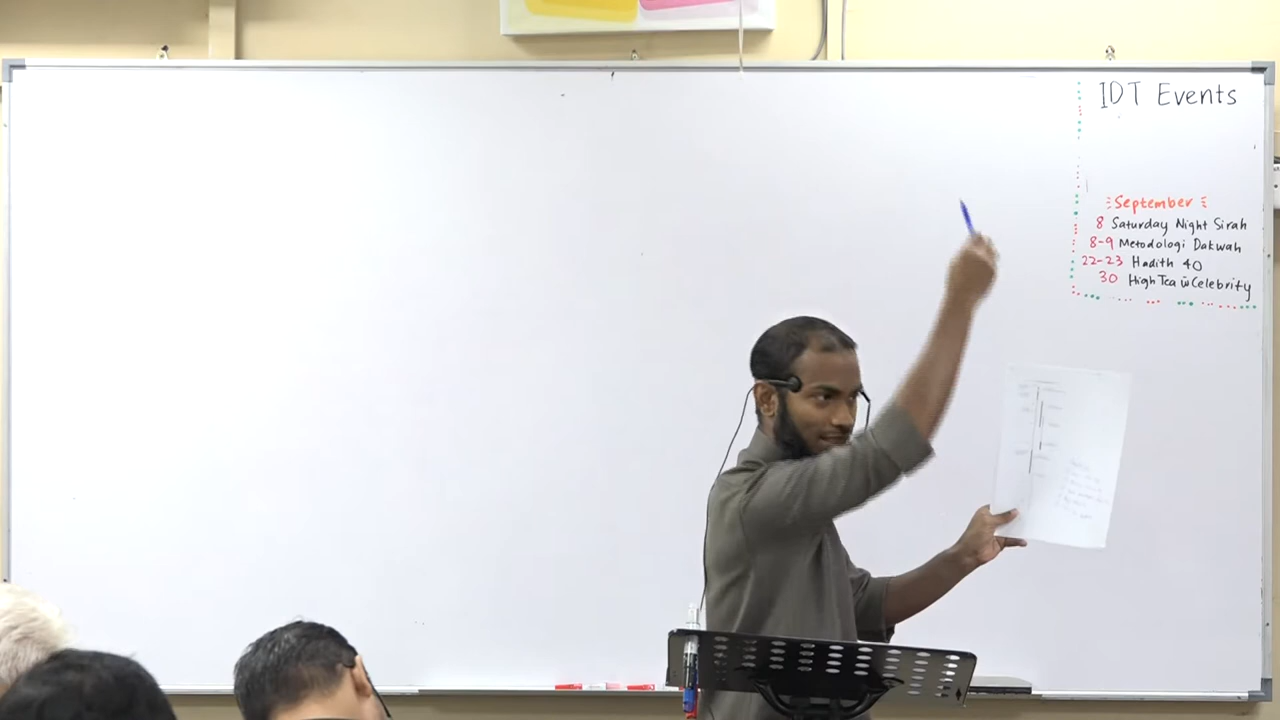 IDT Events
September
8 Saturday Night Sirah
8-9 Metodologi Dakwah
22-23 Hadith 40
30 High Tea w Celebrity